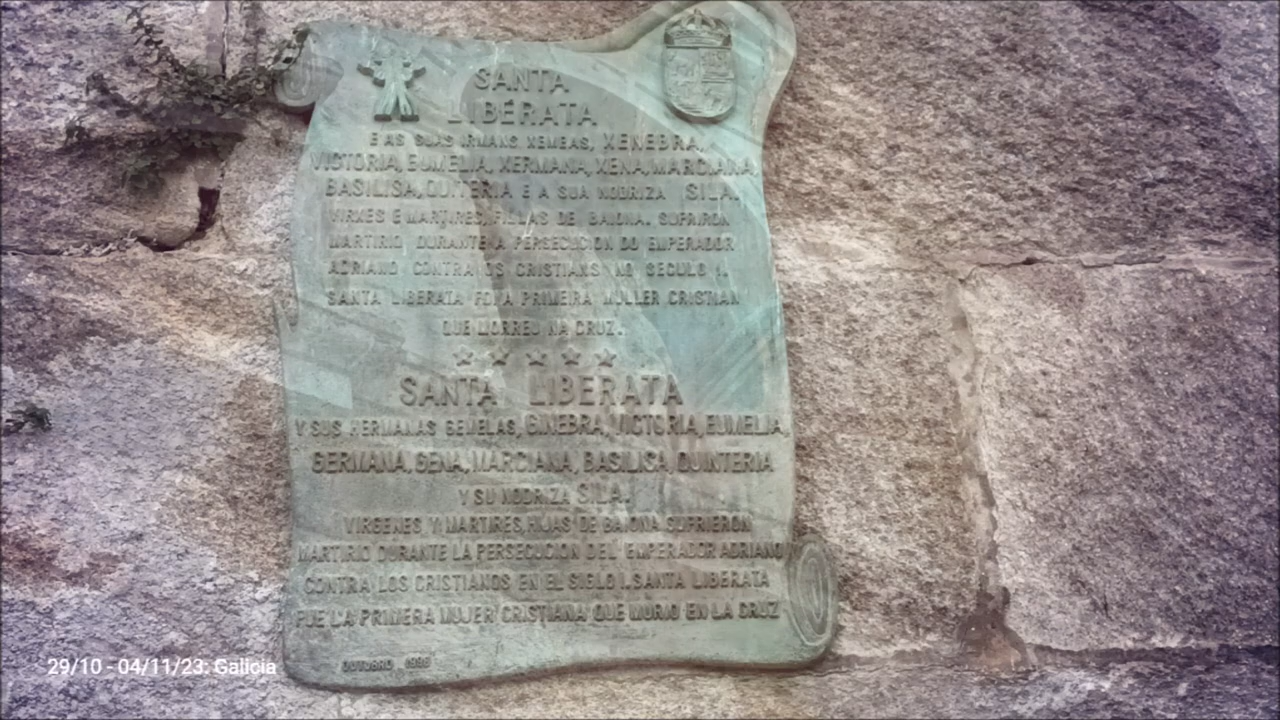 SANTA
LIBERATA
E AS SUAS IRMANS XEMEAS, XENEBRA,
VICTORIA, EUMELIA, XERMANA, XENA, MARCIANA,
BASILISA, QUITERIA E A SUA NODRIZA SILA.
VIRXES E MARTIRES, FILLAS DE BAIONA. SUFRIRON
MARTIRIO DURANTE A PERSECUCION DO EMPERADOR
ADRIANO CONTRA OS CRISTIANS NO SECULO
SANTA LIBERATA FOI A PRIMEIRA MULLER CRISTIAN
QUE MORREU NA CRUZ.
SANTA LIBERATA
Y SUS HERMANAS GEMELAS, GINEBRA, VICTORIA, EUMELIA,
GERMANA, GENA, MARCIANA, BASILISA, QUINTERIA
Y SU NODRIZA SILA.
VIRGENES Y MARTIRES, HIJAS DE BAIONA SUFRIERON
MARTIRIO DURANTE LA PERSECUCION DEL EMPERADOR ADRIANO
CONTRA LOS CRISTIANOS EN EL SIGLO I. SANTA LIBERATA
FUE LA PRIMERA MUJER CRISTIANA QUE MURIO EN LA CRUZ
OUTUBRO
29/10 - 04/11/23: Galicia